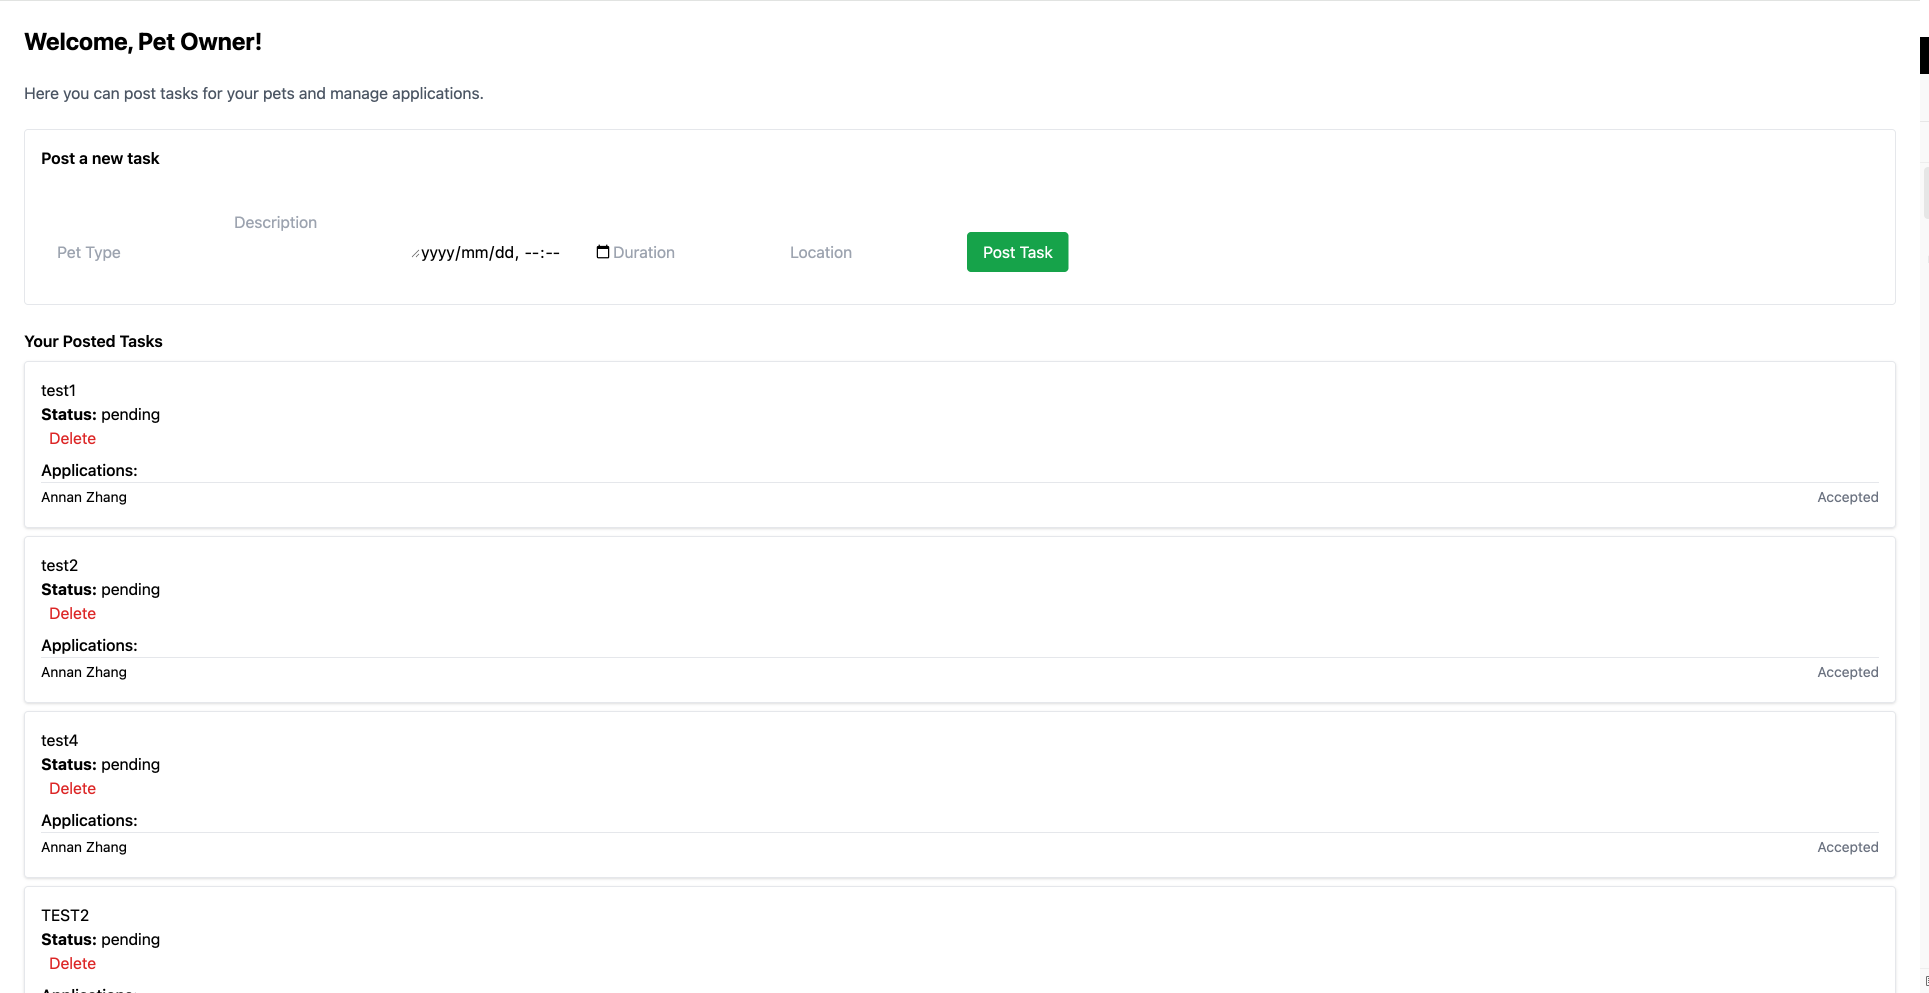 Welcome, Pet Owner!
Here you can post tasks for your pets and manage applications.
Post a new task
Pet Type
Description
yyyy/mm/dd, --:--
Duration
Location
Post Task
Your Posted Tasks
test1
Status: pending
Delete
Applications:
Annan Zhang
Accepted
test2
Status: pending
Delete
Applications:
Annan Zhang
Accepted
test4
Status: pending
Delete
Applications:
Annan Zhang
Accepted
TEST2
Status: pending
Delete
Applications: